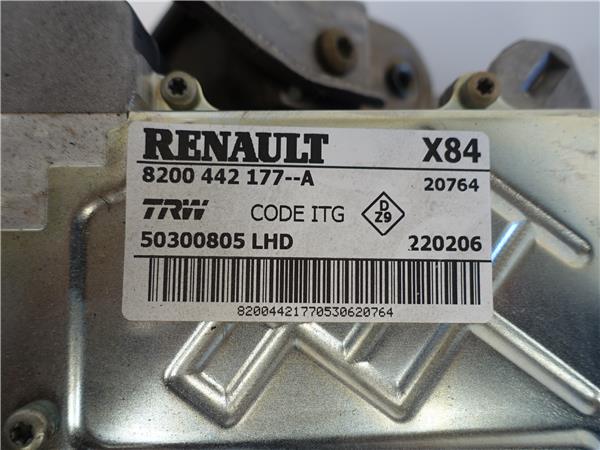 RENAULT X84
8200 442 177--A 20764
TRW CODE ITG D Z9
50300805 LHD 220206
82004421770530620764